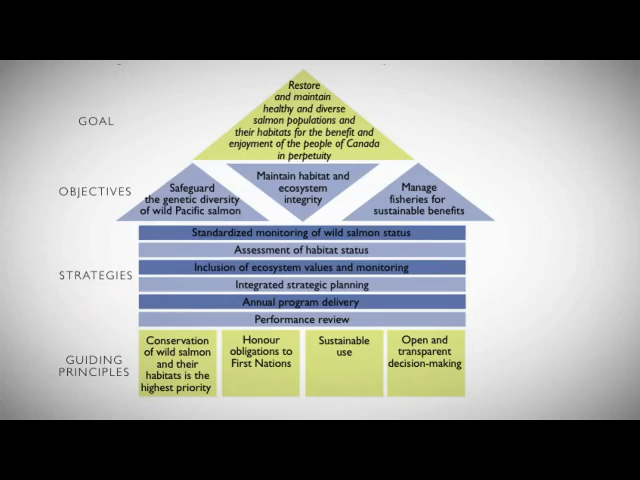 GOAL
Restore
and maintain
healthy and diverse
salmon populations and
their habitats for the benefit and
enjoyment of the people of Canada
in perpetuity
OBJECTIVES
Safeguard
the genetic diversity
of wild Pacific salmon
Maintain habitat and
ecosystem
integrity
Manage
fisheries for
sustainable benefits
STRATEGIES
Standardized monitoring of wild salmon status
Assessment of habitat status
Inclusion of ecosystem values and monitoring
Integrated strategic planning
Annual program delivery
Performance review
GUIDING
PRINCIPLES
Conservation
of wild salmon
and their
habitats is the
highest priority
Honour
obligations to
First Nations
Sustainable
use
Open and
transparent
decision-making